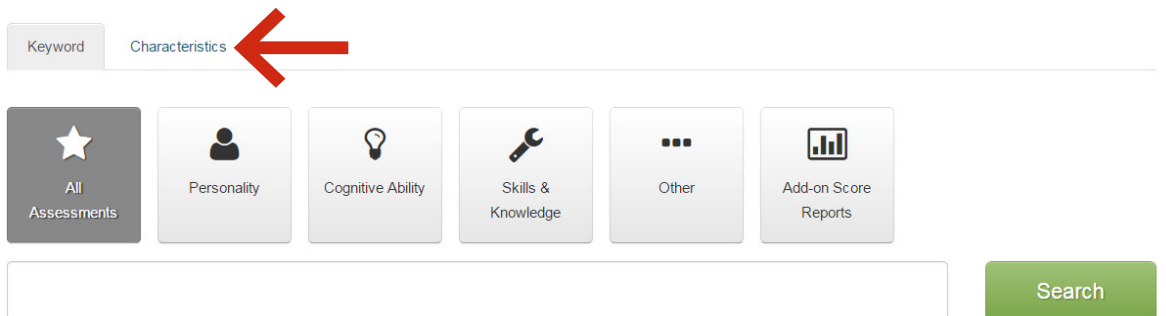 Keyword Characteristics
All
Assessments
Personality
Cognitive Ability
Skills &
Knowledge
Other
Add-on Score
Reports
Search